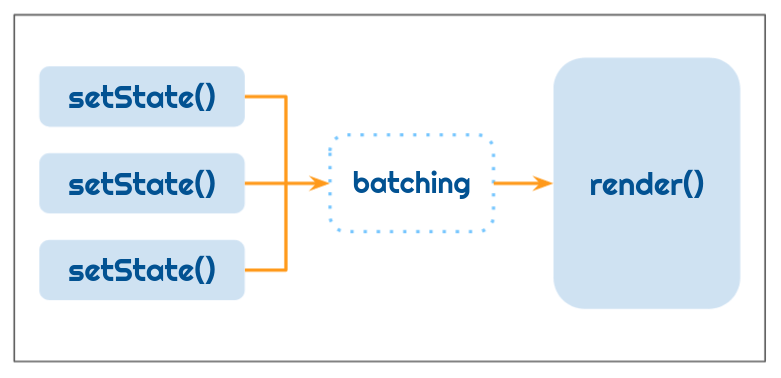 setState()
setState()
setState()
batching
render()